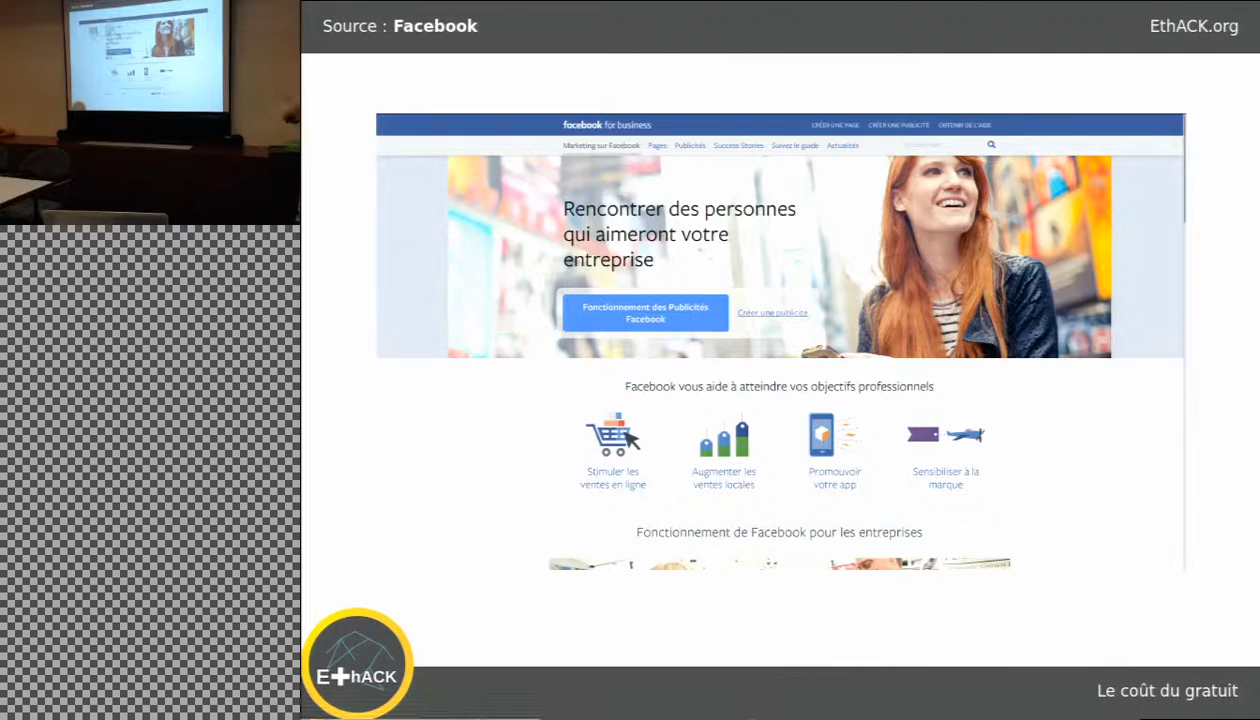 Source : Facebook
EthACK.org
facebook for business
CRÉER UNE PAGE CRÉER UNE PUBLICITÉ OBTENIR DE L'AIDE
Marketing sur Facebook Pages Publicités Success Stories Suivez le guide Actualités
Rencontrer des personnes
qui aimeront votre
entreprise
Fonctionnement des Publicités
Facebook
Créer une publicité
Facebook vous aide à atteindre vos objectifs professionnels
Stimuler les
ventes en ligne
Augmenter les
ventes locales
Promouvoir
votre app
Sensibiliser à la
marque
Fonctionnement de Facebook pour les entreprises
E+hACK
Le coût du gratuit